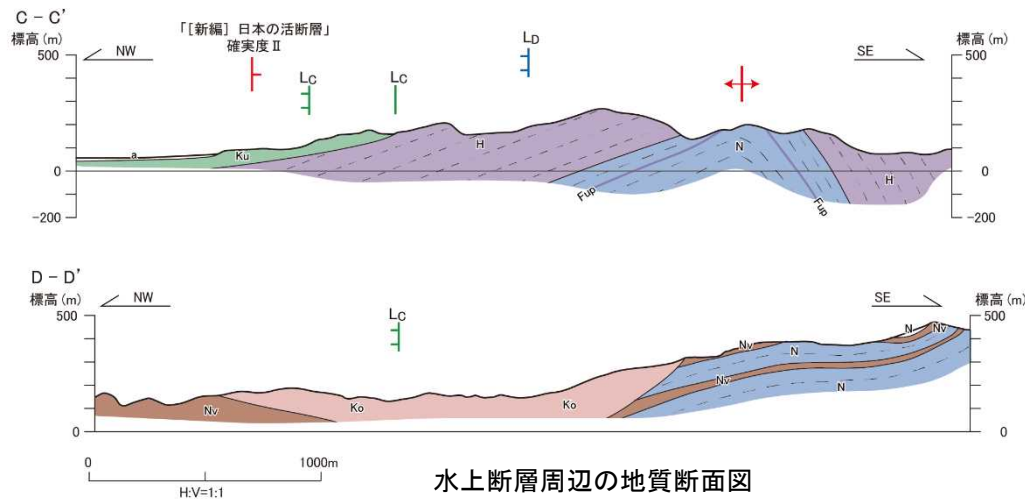 C - C'
標高(m)
500
0
-200
NW
「[新編] 日本の活断層」
確実度Ⅱ
LC
LC
LD
SE
標高(m)
500
0
-200
a
Ku
H
Fup
N
Fup
H
D - D'
標高(m)
500
0
NW
LC
SE
標高(m)
500
0
Nv
Ko
Ko
Nv
Nv
N
N
N
Nv
0
1000m
H:V=1:1
水上断層周辺の地質断面図